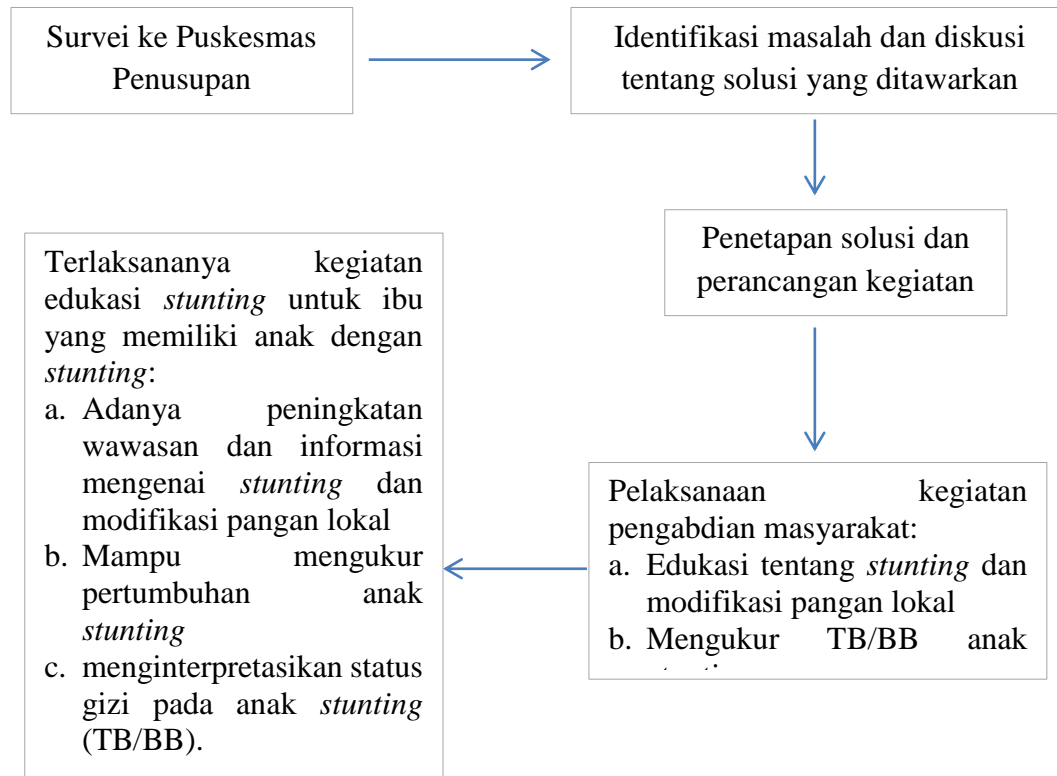 Survei ke Puskesmas
Penusupan
Identifikasi masalah dan diskusi
tentang solusi yang ditawarkan
Penetapan solusi dan
perancangan kegiatan
Pelaksanaan kegiatan
pengabdian masyarakat:
a. Edukasi tentang stunting dan
modifikasi pangan lokal
b. Mengukur TB/BB anak
Terlaksananya kegiatan
edukasi stunting untuk ibu
yang memiliki anak dengan
stunting:
a. Adanya peningkatan
wawasan dan informasi
mengenai stunting dan
modifikasi pangan lokal
b. Mampu mengukur
pertumbuhan anak
stunting
c. menginterpretasikan status
gizi pada anak stunting
(TB/BB).